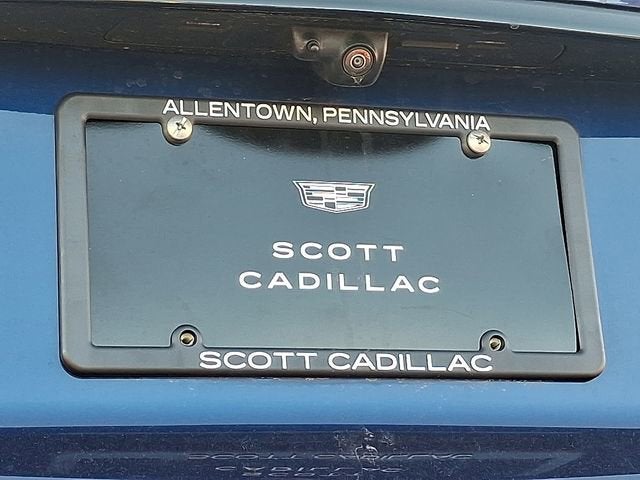 ALLENTOWN, PENNSYLVANIA
SCOTT
CADILLAC
SCOTT CADILLAC